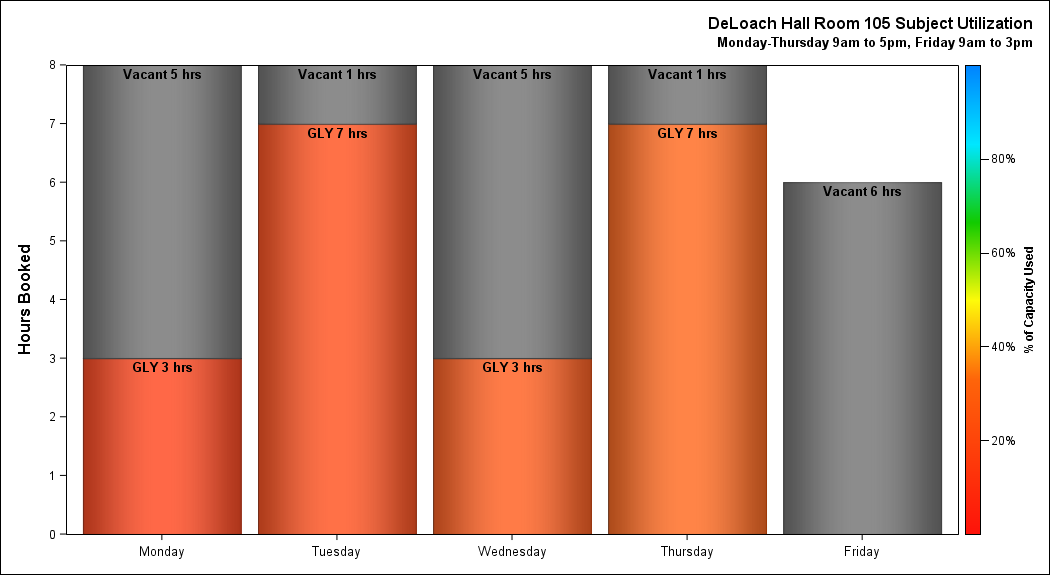 DeLoach Hall Room 105 Subject Utilization
Monday-Thursday 9am to 5pm, Friday 9am to 3pm
Hours Booked
8
7
6
5
4
3
2
1
0
Vacant 5 hrs
GLY 3 hrs
Vacant 1 hrs
GLY 7 hrs
Vacant 5 hrs
GLY 3 hrs
Vacant 1 hrs
GLY 7 hrs
Vacant 6 hrs
Monday
Tuesday
Wednesday
Thursday
Friday
80%
60%
40%
20%
% of Capacity Used